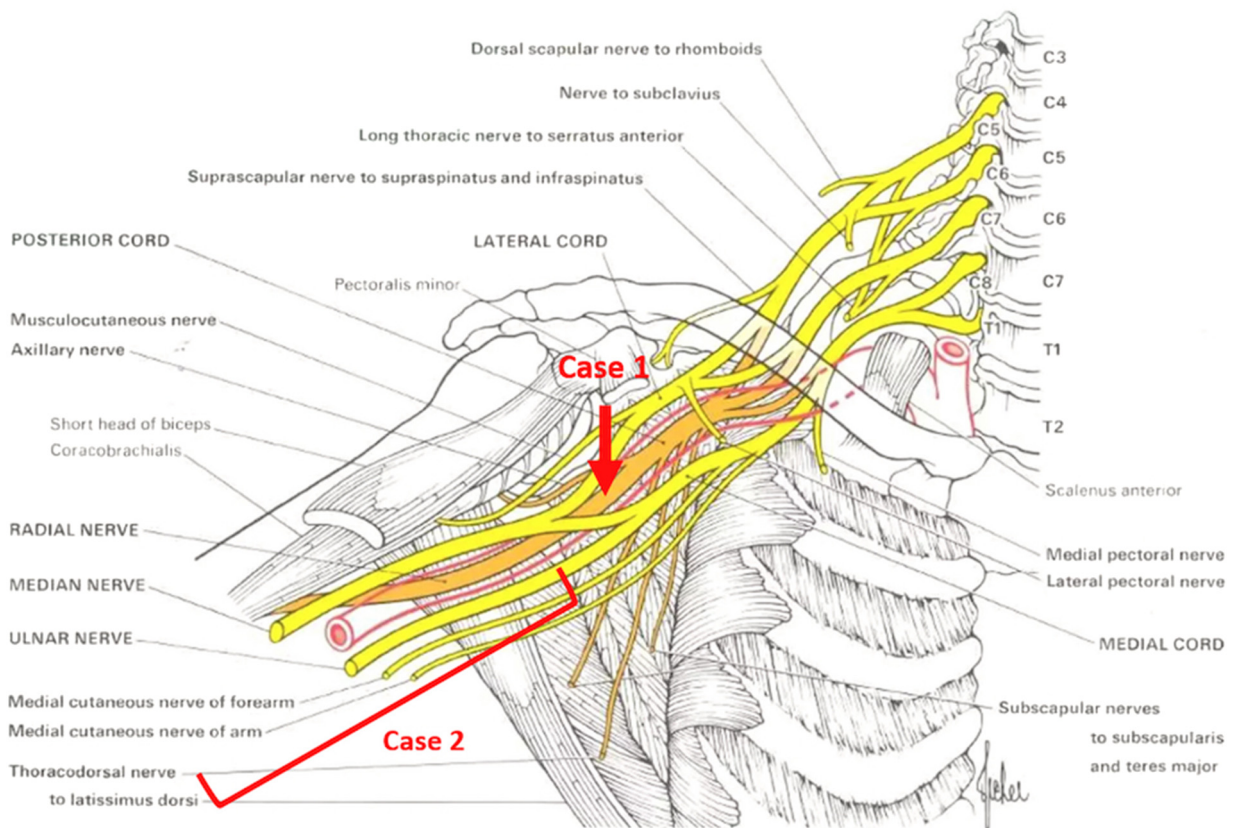 Dorsal scapular nerve to rhomboids
Nerve to subclavius
Long thoracic nerve to serratus anterior
Suprascapular nerve to supraspinatus and infraspinatus
POSTERIOR CORD
LATERAL CORD
Pectoralis minor
Musculocutaneous nerve
Axillary nerve
Case 1
Short head of biceps
Coracobrachialis
RADIAL NERVE
MEDIAN NERVE
ULNAR NERVE
Medial cutaneous nerve of forearm
Medial cutaneous nerve of arm
Case 2
Thoracodorsal nerve
to latissimus dorsi
C5
C6
C7
C8
T1
C3
C4
C5
C6
C7
T1
T2
Scalenus anterior
Medial pectoral nerve
Lateral pectoral nerve
MEDIAL CORD
Subscapular nerves
to subscapularis
and teres major